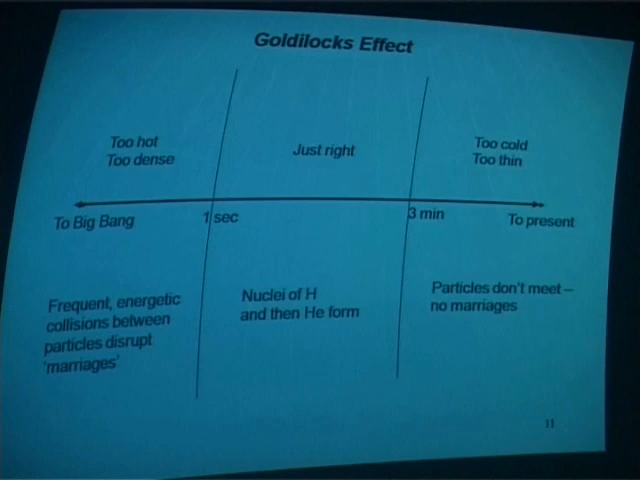 Goldilocks Effect
Too hot
Too dense
Just right
Too cold
Too thin
To Big Bang
1 sec
3 min
To present
Frequent, energetic
collisions between
particles disrupt
'marriages'
Nuclei of H
and then He form
Particles don't meet –
no marriages
11